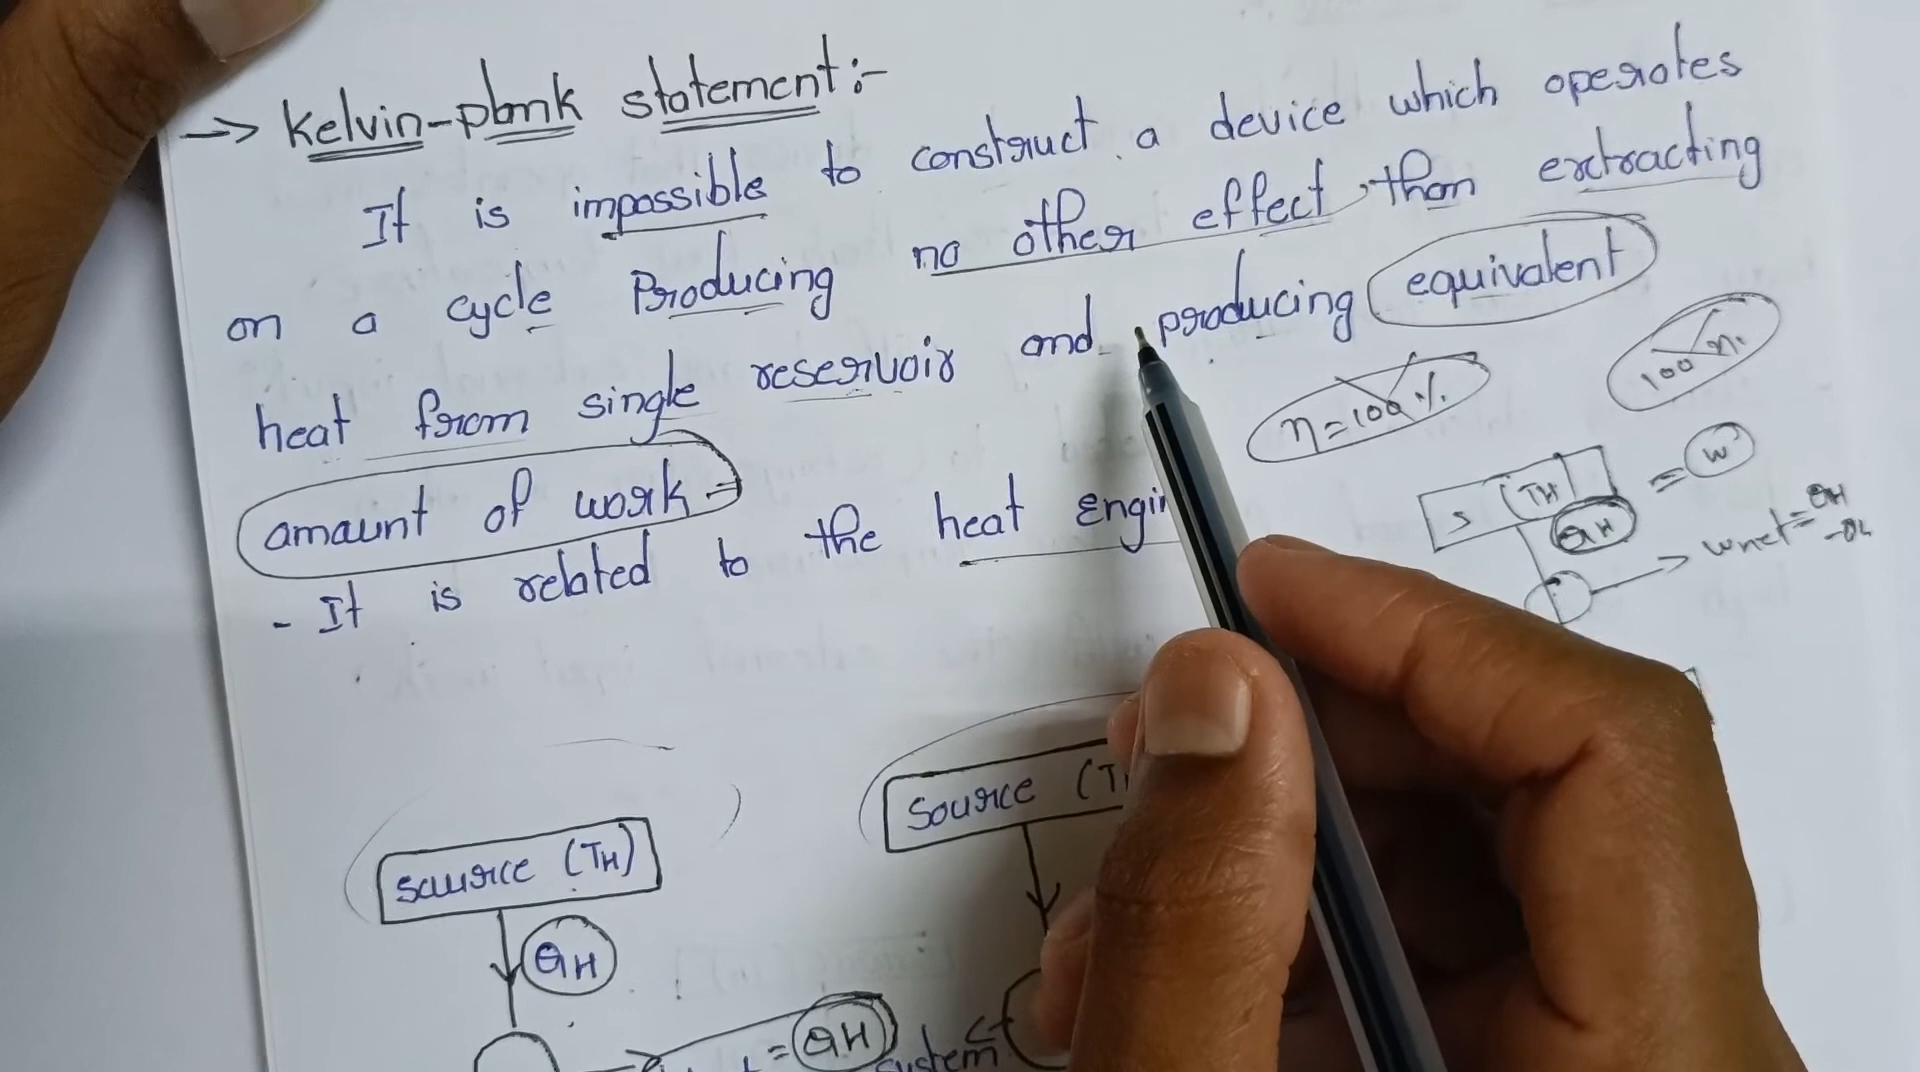 → Kelvin-plank statement:-
It is impossible to construct a device which operates
on a cycle Producing no other effect than extracting
heat from single reservoir and producing equivalent
amaunt of work
η=100%
100 %
- It is related to the heat engin
S (TH) = W
QH
wnet = QH
-QL
source (TH)
Source (T
QH
= QH
system